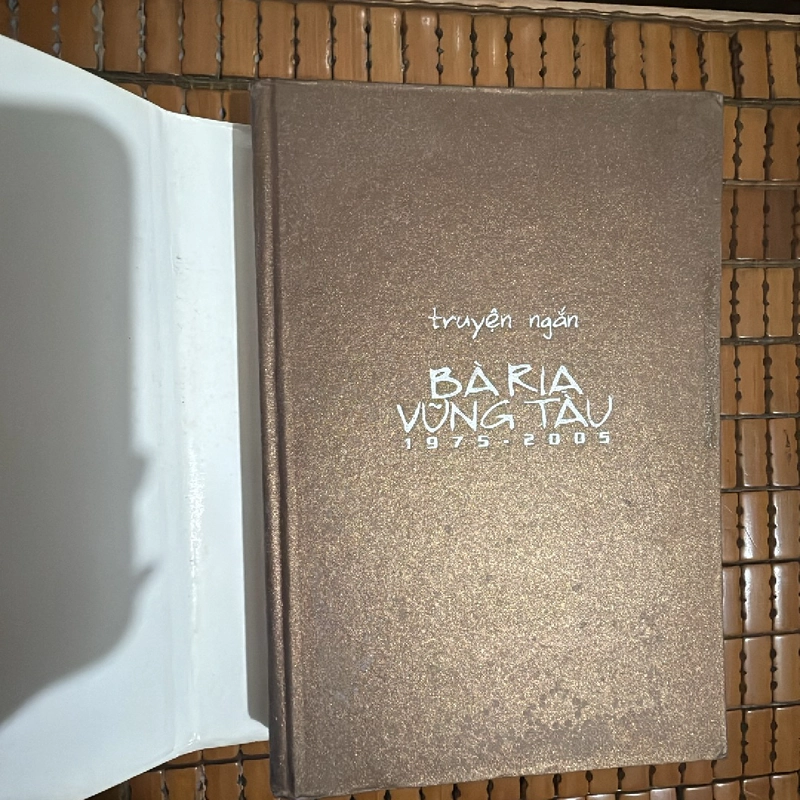 truyện ngắn
BÀ RỊA
VŨNG TÀU
1975-2005